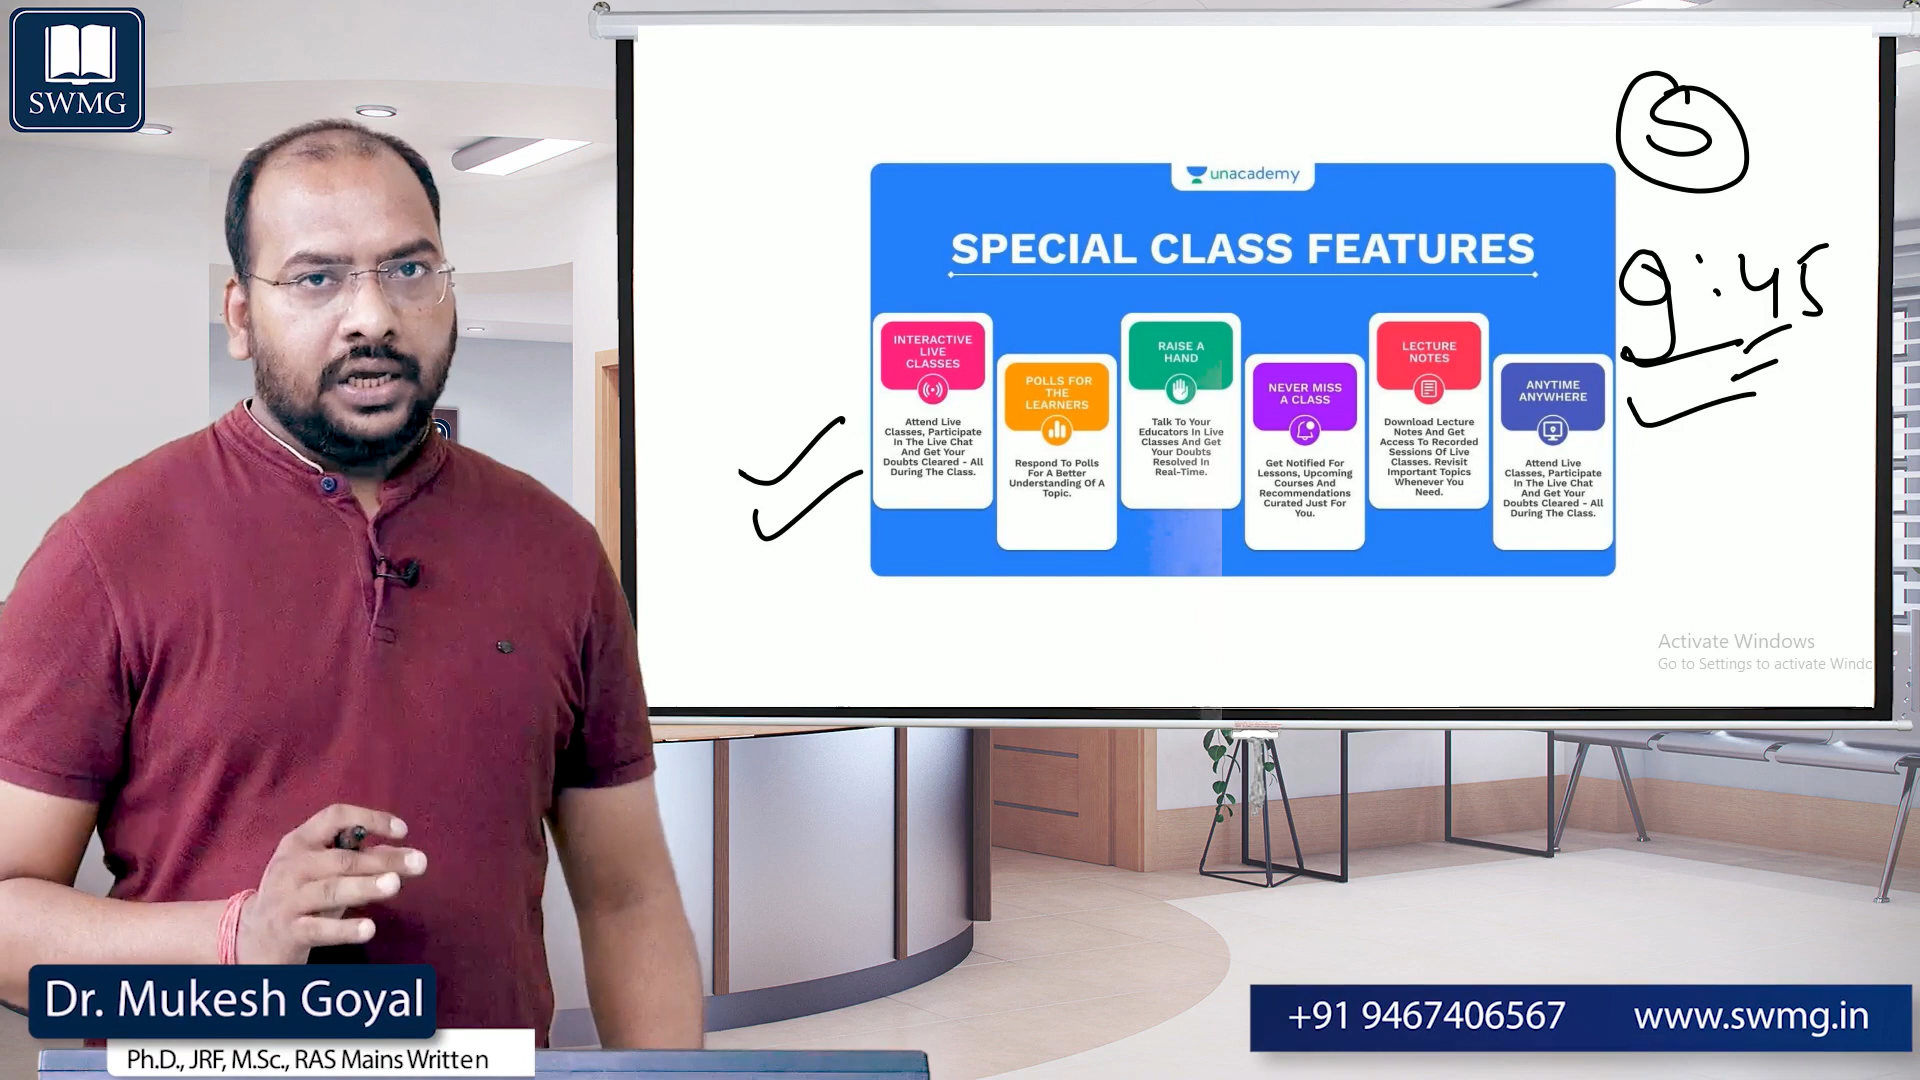 SWMG
S
9:45
unacademy
SPECIAL CLASS FEATURES
INTERACTIVE
LIVE
CLASSES
Attend Live
Classes, Participate
In The Live Chat
And Get Your
Doubts Cleared - All
During The Class.
POLLS FOR
THE
LEARNERS
Respond To Polls
For A Better
Understanding Of A
Topic.
RAISE A
HAND
Talk To Your
Educators In Live
Classes And Get
Your Doubts
Resolved In
Real-Time.
NEVER MISS
A CLASS
Get Notified For
Lessons, Upcoming
Courses And
Recommendations
Curated Just For
You.
LECTURE
NOTES
Download Lecture
Notes And Get
Access To Recorded
Sessions Of Live
Classes. Revisit
Important Topics
Whenever You
Need.
ANYTIME
ANYWHERE
Attend Live
Classes, Participate
In The Live Chat
And Get Your
Doubts Cleared - All
During The Class.
Activate Windows
Go to Settings to activate Windc
Dr. Mukesh Goyal
Ph.D., JRF, M.Sc., RAS Mains Written
+91 9467406567 www.swmg.in